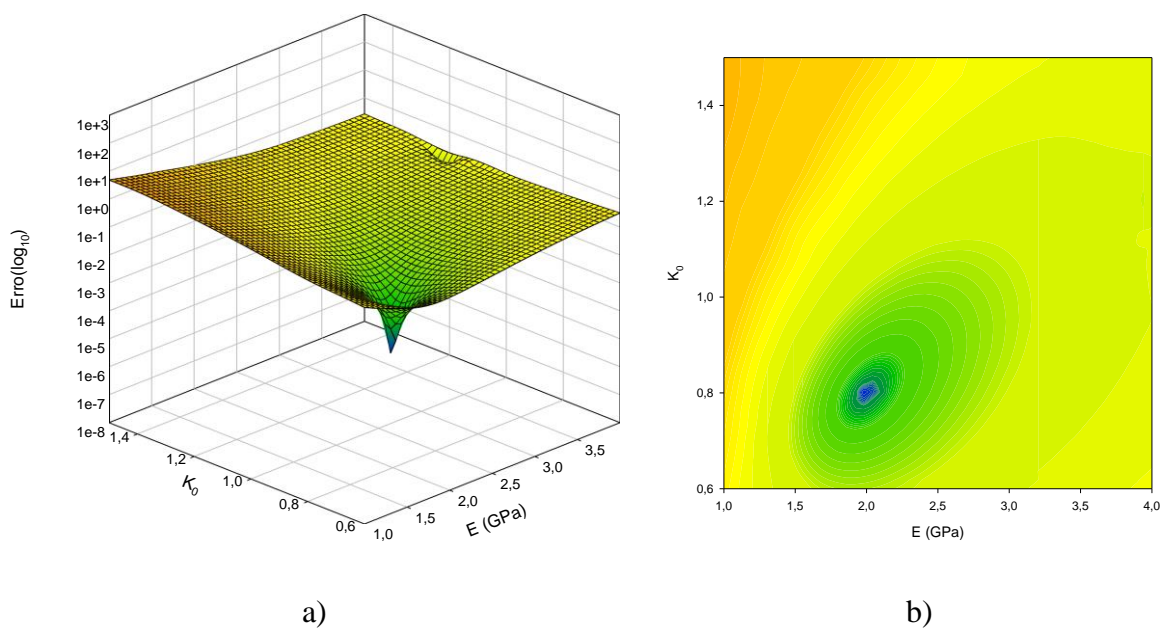 1e+3
1e+2
1e+1
1e+0
1e-1
1e-2
1e-3
1e-4
1e-5
1e-6
1e-7
1e-8
Erro(log10)
1,4
1,2
1,0
0,8
0,6
K0
1,0
1,5
2,0
2,5
3,0
3,5
E (GPa)
a)
1,4
1,2
1,0
0,8
0,6
K0
1,0
1,5
2,0
2,5
3,0
3,5
4,0
E (GPa)
b)